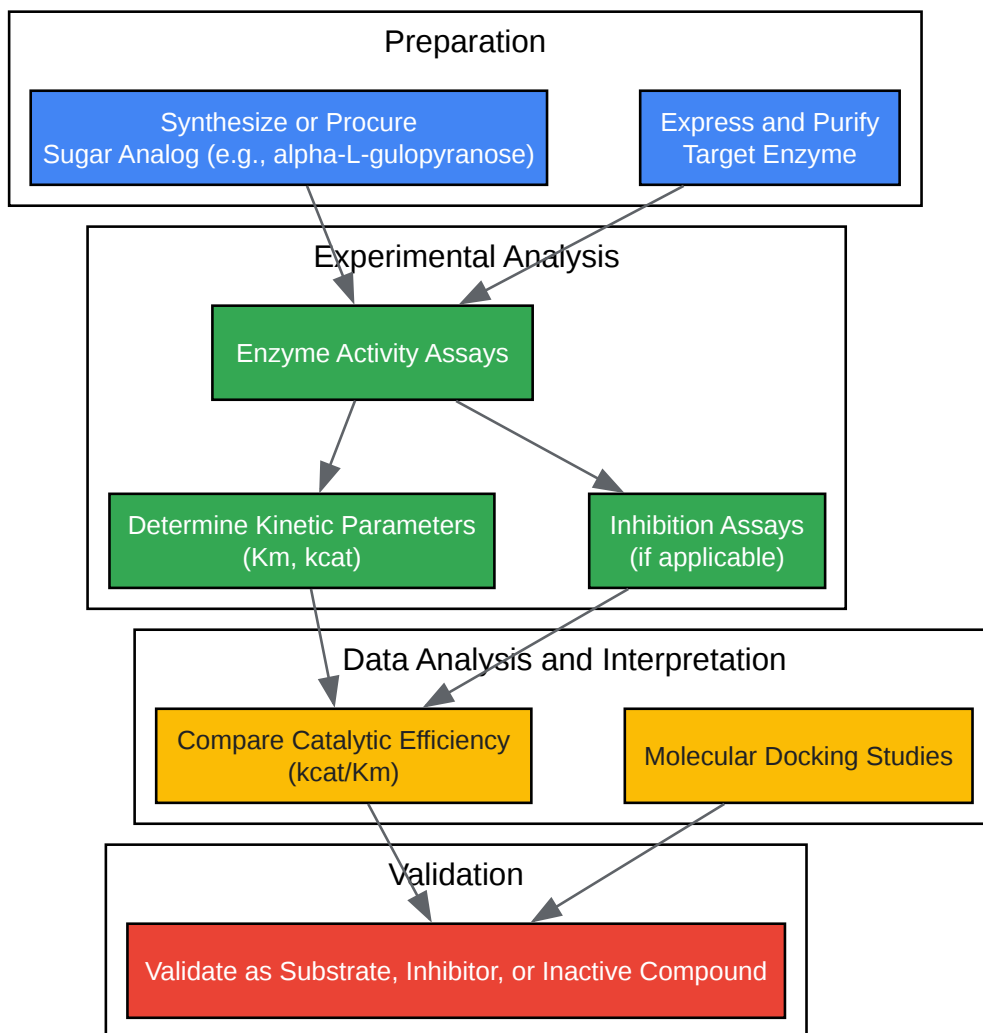 Preparation
Synthesize or Procure
Sugar Analog (e.g., alpha-L-gulopyranose)
Express and Purify
Target Enzyme
Experimental Analysis
Enzyme Activity Assays
Determine Kinetic Parameters
(Km, kcat)
Inhibition Assays
(if applicable)
Data Analysis and Interpretation
Compare Catalytic Efficiency
(kcat/Km)
Molecular Docking Studies
Validation
Validate as Substrate, Inhibitor, or Inactive Compound